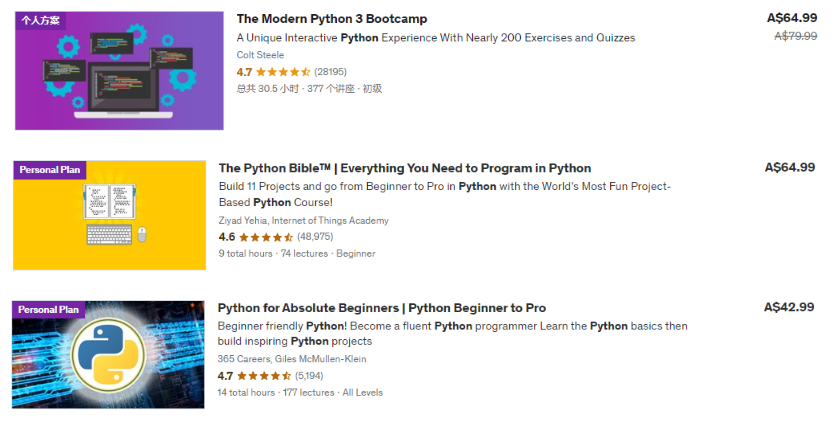 个人方案
The Modern Python 3 Bootcamp
A$64.99
A Unique Interactive Python Experience With Nearly 200 Exercises and Quizzes
A$79.99
Colt Steele
4.7 (28195)
总共 30.5 小时 · 377 个讲座 · 初级
Personal Plan
The Python Bible™ | Everything You Need to Program in Python
A$64.99
Build 11 Projects and go from Beginner to Pro in Python with the World's Most Fun Project-
Based Python Course!
Ziyad Yehia, Internet of Things Academy
4.6 (48,975)
9 total hours · 74 lectures · Beginner
Personal Plan
Python for Absolute Beginners | Python Beginner to Pro
A$42.99
Beginner friendly Python! Become a fluent Python programmer Learn the Python basics then
build inspiring Python projects
365 Careers, Giles McMullen-Klein
4.7 (5,194)
14 total hours · 177 lectures · All Levels